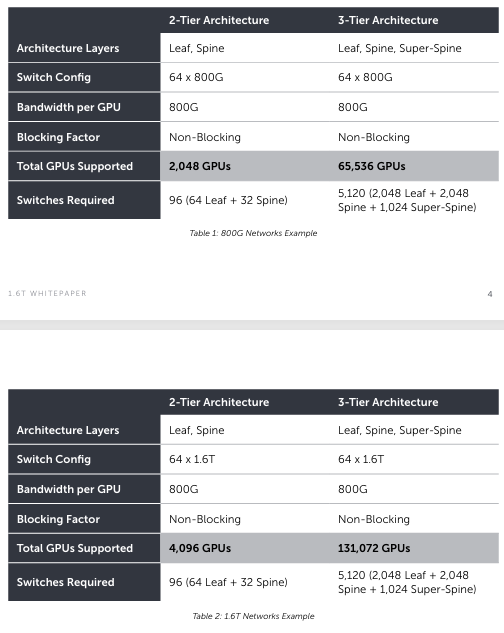 2-Tier Architecture 3-Tier Architecture
Architecture Layers Leaf, Spine Leaf, Spine, Super-Spine
Switch Config 64 x 800G 64 x 800G
Bandwidth per GPU 800G 800G
Blocking Factor Non-Blocking Non-Blocking
Total GPUs Supported 2,048 GPUs 65,536 GPUs
Switches Required 96 (64 Leaf + 32 Spine) 5,120 (2,048 Leaf + 2,048
Spine + 1,024 Super-Spine)
Table 1: 800G Networks Example
1.6T WHITEPAPER 4
2-Tier Architecture 3-Tier Architecture
Architecture Layers Leaf, Spine Leaf, Spine, Super-Spine
Switch Config 64 x 1.6T 64 x 1.6T
Bandwidth per GPU 800G 800G
Blocking Factor Non-Blocking Non-Blocking
Total GPUs Supported 4,096 GPUs 131,072 GPUs
Switches Required 96 (64 Leaf + 32 Spine) 5,120 (2,048 Leaf + 2,048
Spine + 1,024 Super-Spine)
Table 2: 1.6T Networks Example